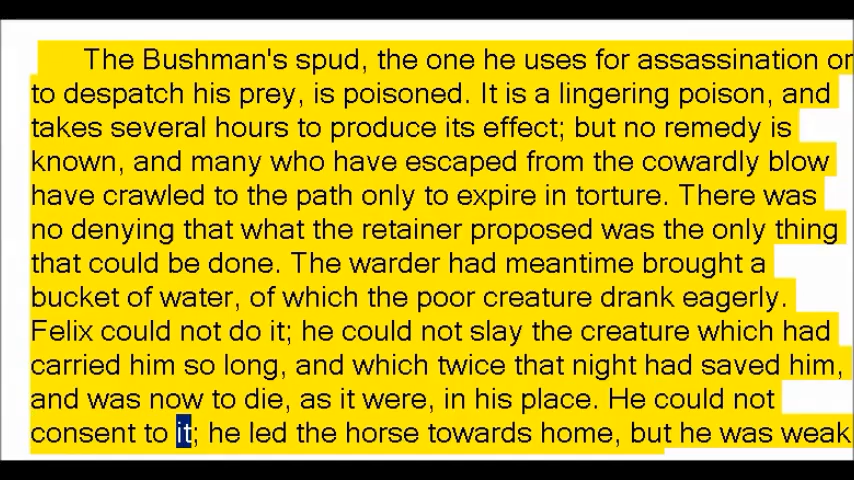 The Bushman's spud, the one he uses for assassination or
to despatch his prey, is poisoned. It is a lingering poison, and
takes several hours to produce its effect; but no remedy is
known, and many who have escaped from the cowardly blow
have crawled to the path only to expire in torture. There was
no denying that what the retainer proposed was the only thing
that could be done. The warder had meantime brought a
bucket of water, of which the poor creature drank eagerly.
Felix could not do it; he could not slay the creature which had
carried him so long, and which twice that night had saved him,
and was now to die, as it were, in his place. He could not
consent to it; he led the horse towards home, but he was weak